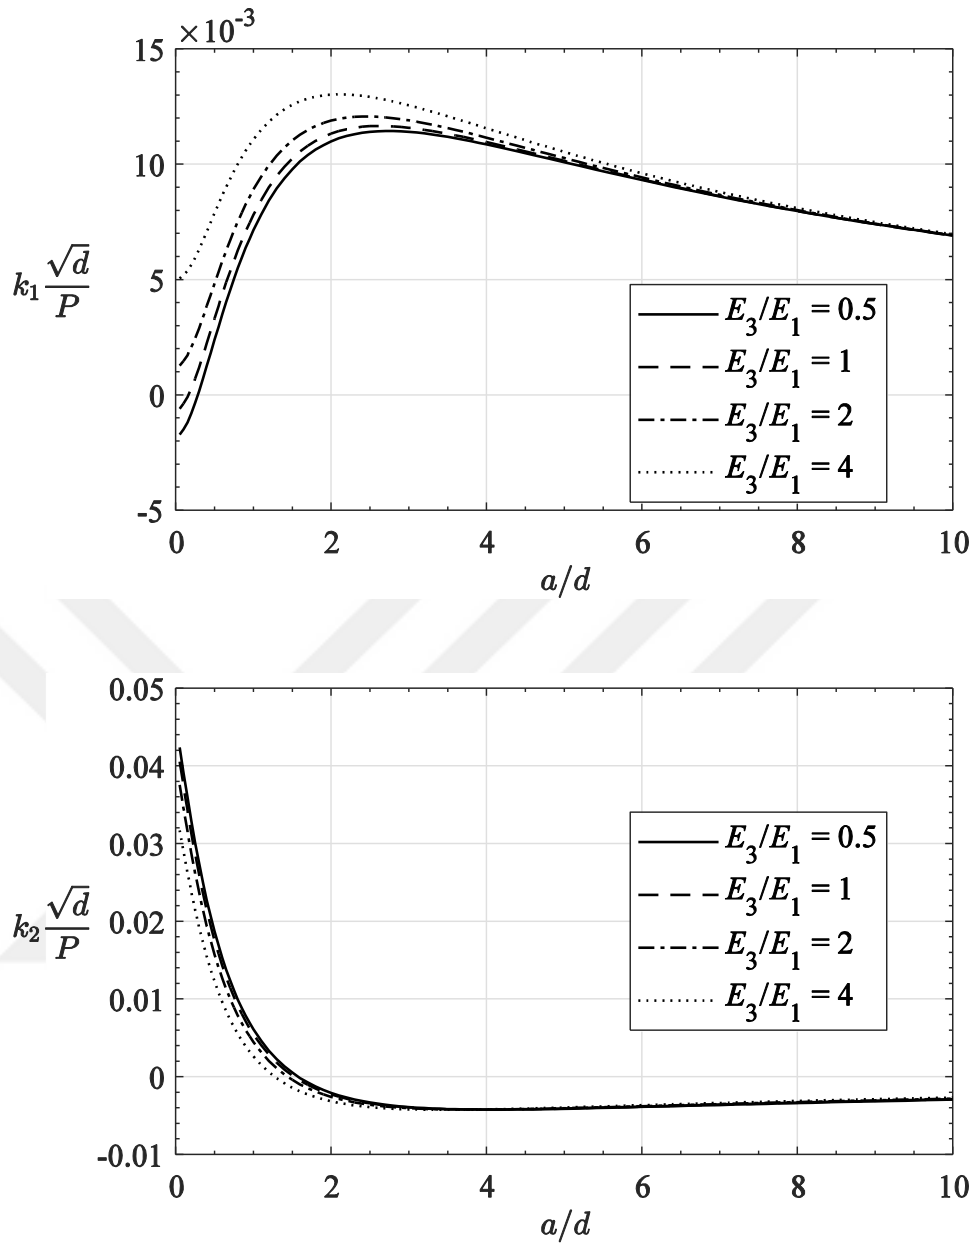 ×10⁻³
15
10
5
0
-5
k₁ √d/P
E₃/E₁ = 0.5
E₃/E₁ = 1
E₃/E₁ = 2
E₃/E₁ = 4
0 2 4 6 8 10
a/d
0.05
0.04
0.03
0.02
0.01
0
-0.01
k₂ √d/P
E₃/E₁ = 0.5
E₃/E₁ = 1
E₃/E₁ = 2
E₃/E₁ = 4
0 2 4 6 8 10
a/d